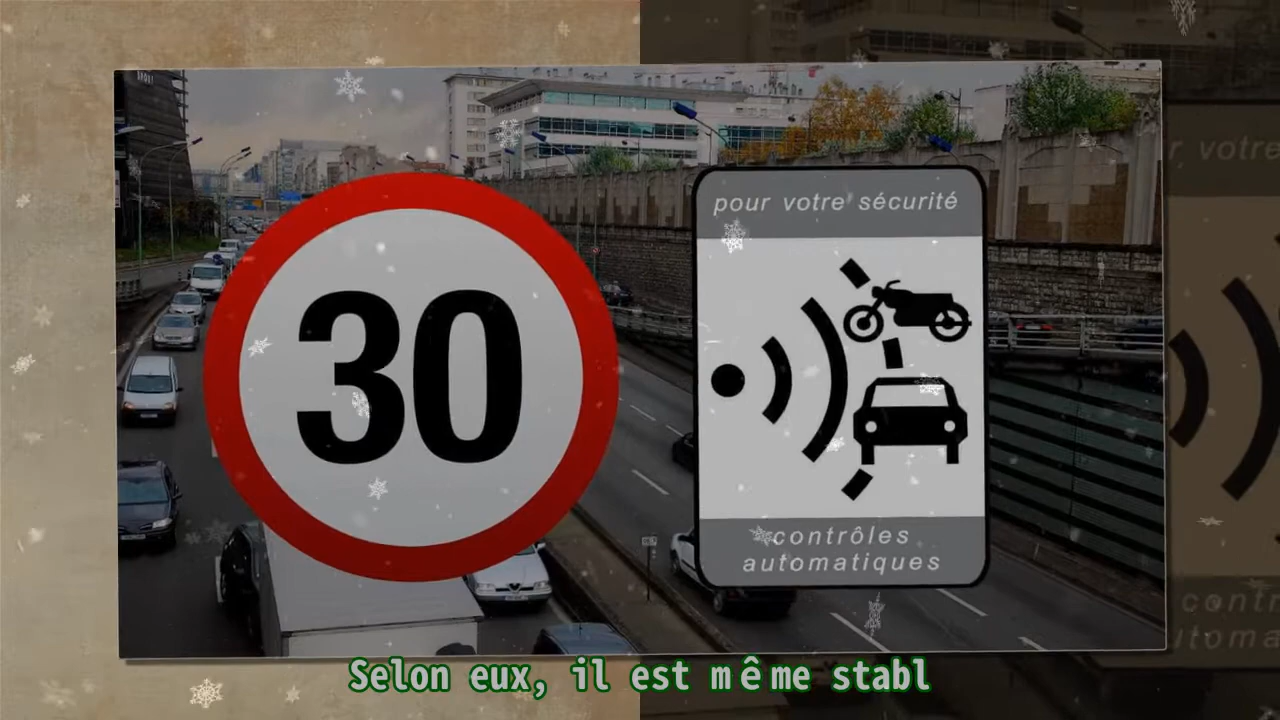 pour votre sécurité
30
contrôles
automatiques
Selon eux, il est même stabl